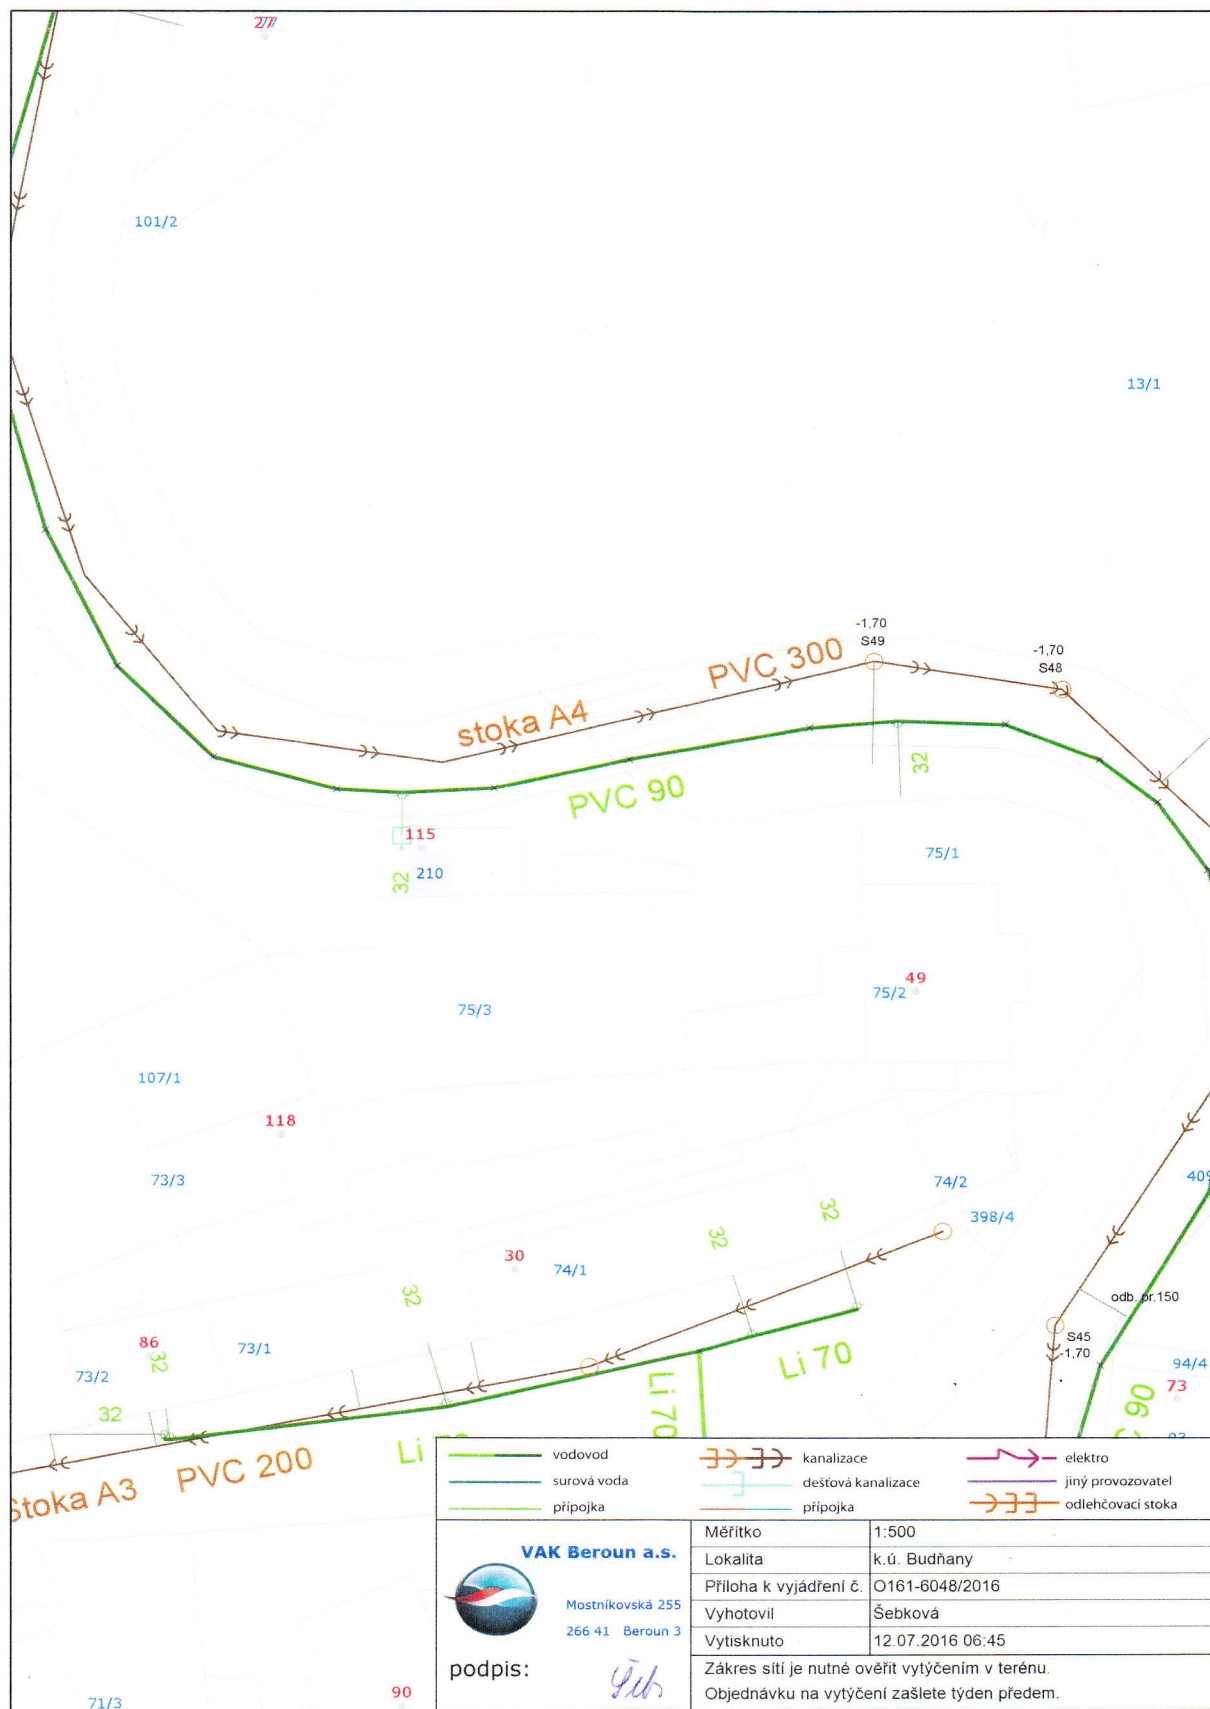 27
101/2
13/1
-1,70
S49
-1,70
S48
PVC 300
stoka A4
32
PVC 90
115
210
32
75/1
49
75/2
75/3
107/1
118
73/3
74/2
398/4
409
32
32
30
74/1
32
odb. pr.150
S45
-1,70
86
32
73/1
73/2
94/4
73
Li 70
Li 70
90
32
PVC 200
Stoka A3
Li
vodovod
kanalizace
elektro
surová voda
dešťová kanalizace
jiný provozovatel
přípojka
přípojka
odlehčovací stoka
VAK Beroun a.s.
Mostníkovská 255
266 41 Beroun 3
podpis:
Měřítko 1:500
Lokalita k.ú. Budňany
Příloha k vyjádření č. O161-6048/2016
Vyhotovil Šebková
Vytisknuto 12.07.2016 06:45
Zákres sítí je nutné ověřit vytýčením v terénu.
Objednávku na vytýčení zašlete týden předem.
71/3
90